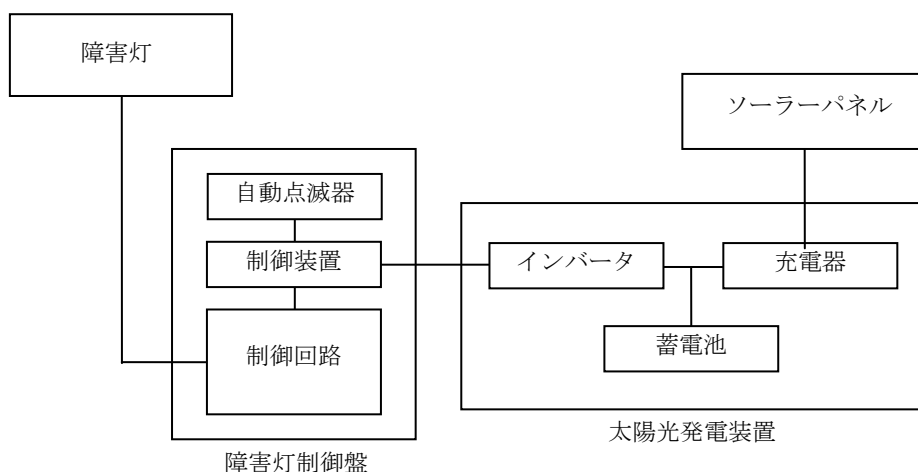 障害灯
ソーラーパネル
自動点滅器
制御装置
インバータ
充電器
制御回路
蓄電池
太陽光発電装置
障害灯制御盤